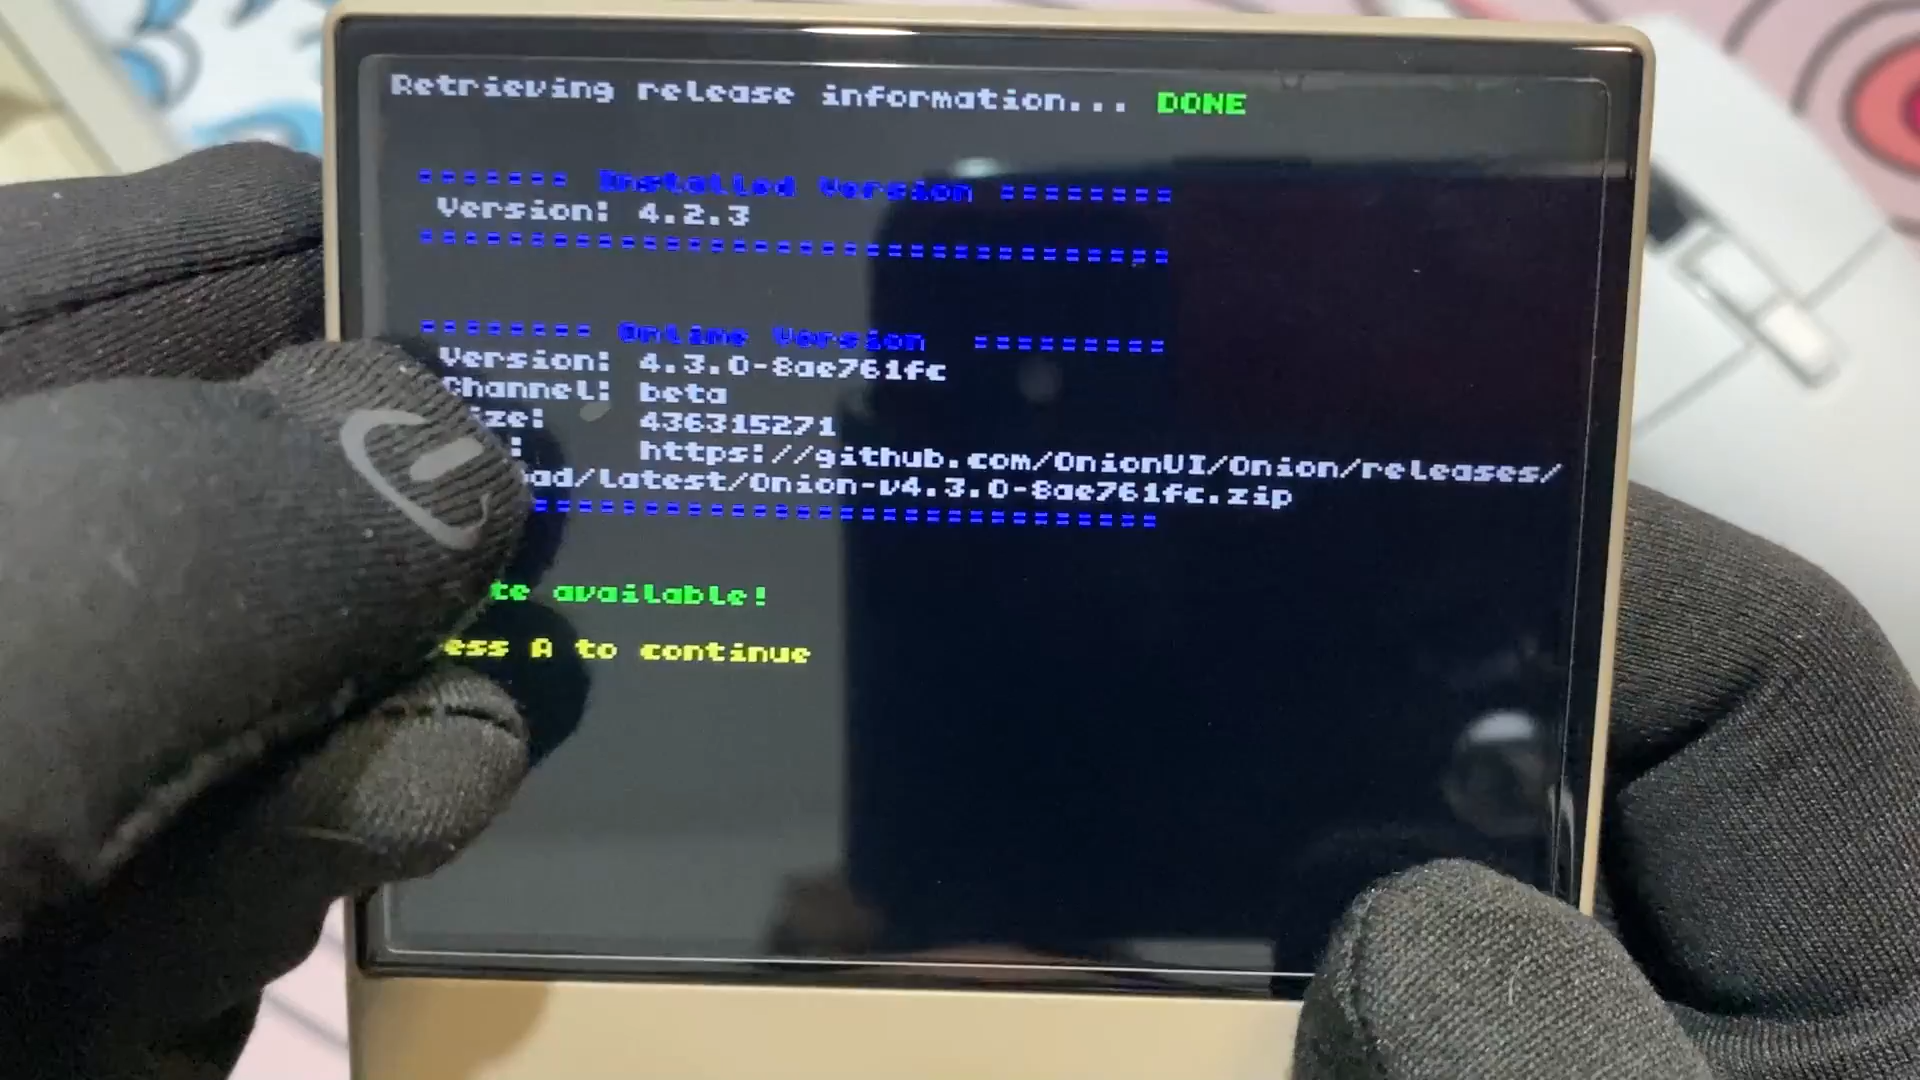 Retrieving release information... DONE
======= Installed Version ========
Version: 4.2.3
==================================
======== Online Version =========
Version: 4.3.0-8ae761fc
Channel: beta
ize: 436315271
: https://github.com/OnionUI/Onion/releases/
oad/latest/Onion-v4.3.0-8ae761fc.zip
=============================
te available!
ess A to continue